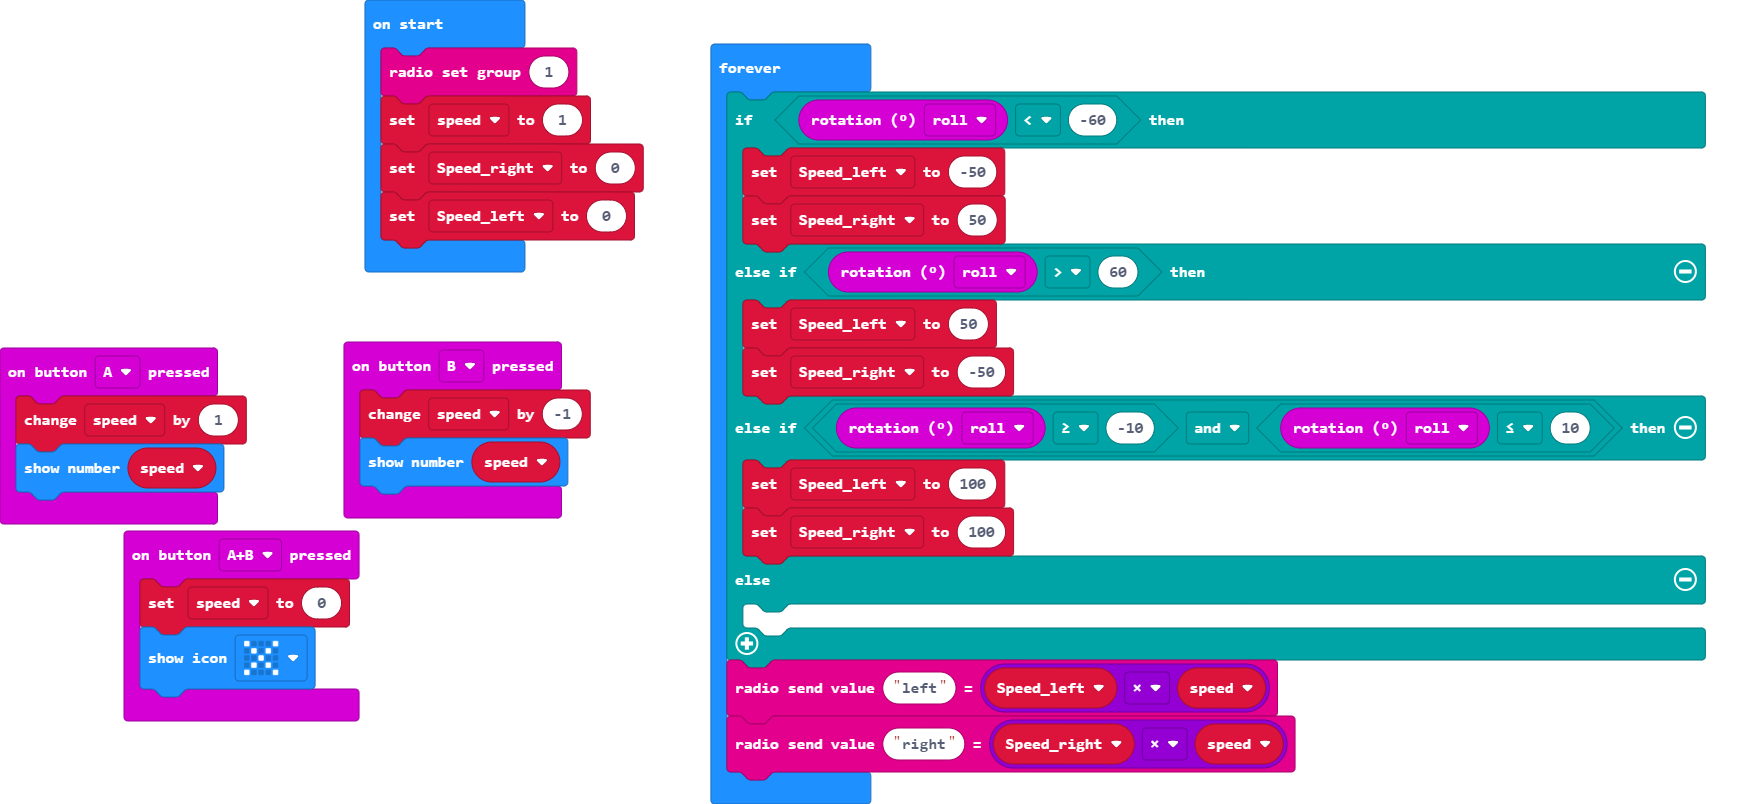 on start
radio set group 1
set speed to 1
set Speed_right to 0
set Speed_left to 0
on button A pressed
change speed by 1
show number speed
on button B pressed
change speed by -1
show number speed
on button A+B pressed
set speed to 0
show icon
forever
if rotation (º) roll < -60 then
set Speed_left to -50
set Speed_right to 50
else if rotation (º) roll > 60 then
set Speed_left to 50
set Speed_right to -50
else if rotation (º) roll ≥ -10 and rotation (º) roll ≤ 10 then
set Speed_left to 100
set Speed_right to 100
else
radio send value "left" = Speed_left × speed
radio send value "right" = Speed_right × speed